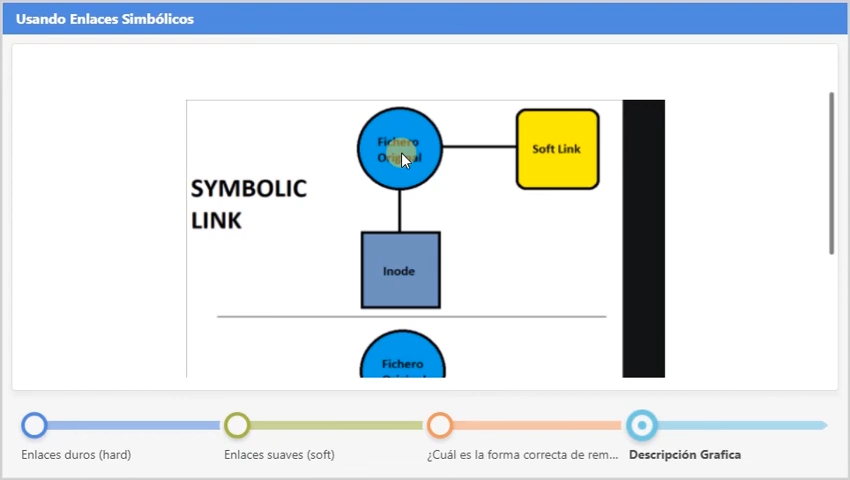 Usando Enlaces Simbólicos
Fichero
Original
Soft Link
SYMBOLIC
LINK
Inode
Fichero
Enlaces duros (hard)
Enlaces suaves (soft)
¿Cuál es la forma correcta de rem...
Descripción Grafica